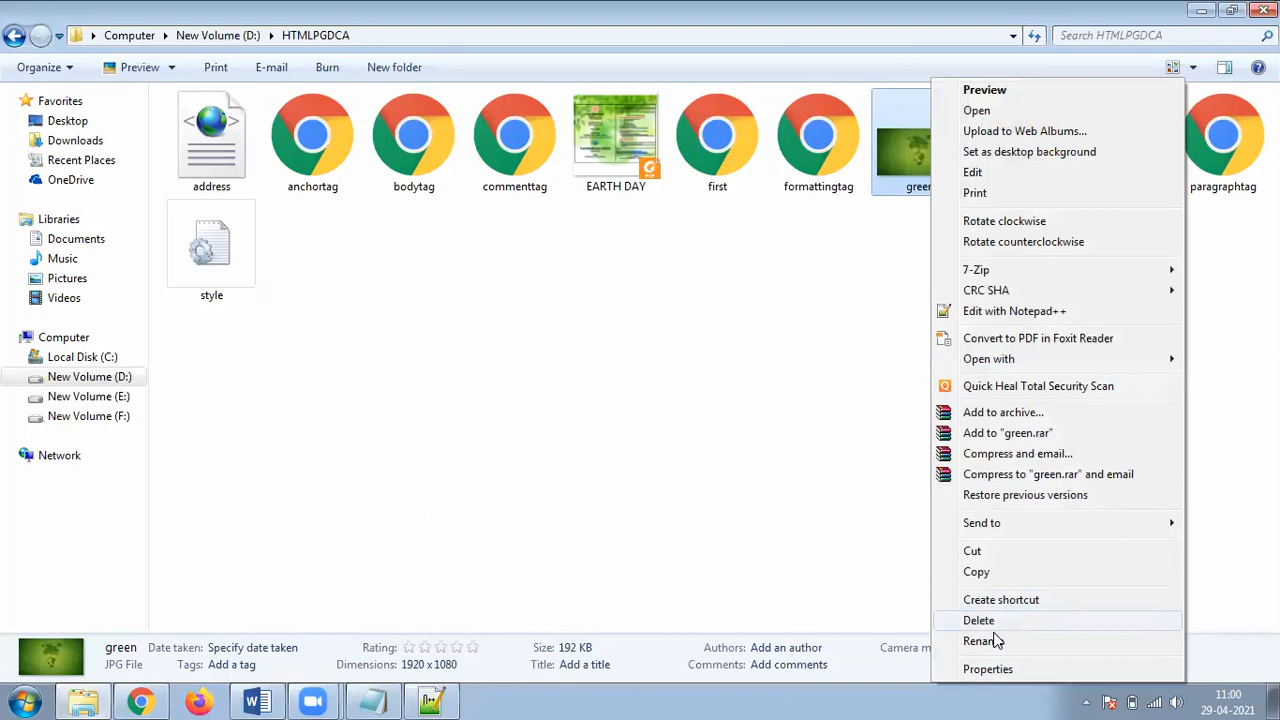 Computer New Volume (D:) HTMLPGDCA Search HTMLPGDCA
Organize Preview Print E-mail Burn New folder
Favorites
Desktop
Downloads
Recent Places
OneDrive
Libraries
Documents
Music
Pictures
Videos
Computer
Local Disk (C:)
New Volume (D:)
New Volume (E:)
New Volume (F:)
Network
address anchortag bodytag commenttag EARTH DAY first formattingtag green paragraphtag
style
Preview
Open
Upload to Web Albums...
Set as desktop background
Edit
Print
Rotate clockwise
Rotate counterclockwise
7-Zip
CRC SHA
Edit with Notepad++
Convert to PDF in Foxit Reader
Open with
Quick Heal Total Security Scan
Add to archive...
Add to "green.rar"
Compress and email...
Compress to "green.rar" and email
Restore previous versions
Send to
Cut
Copy
Create shortcut
Delete
Rename
Properties
green Date taken: Specify date taken Rating: Size: 192 KB Authors: Add an author Camera m
JPG File Tags: Add a tag Dimensions: 1920 x 1080 Title: Add a title Comments: Add comments
11:00
29-04-2021